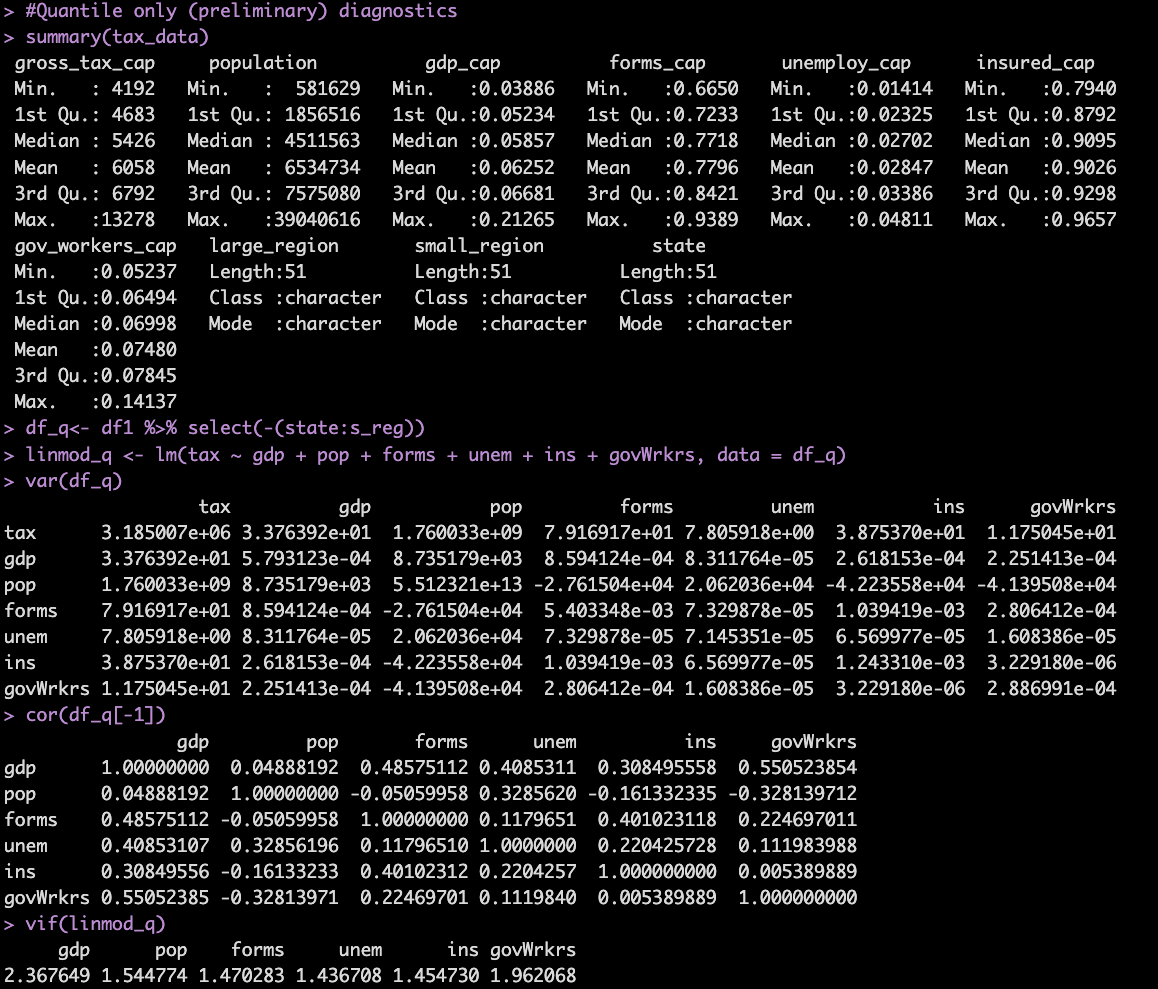 > #Quantile only (preliminary) diagnostics
> summary(tax_data)
 gross_tax_cap     population          gdp_cap          forms_cap       unemploy_cap      insured_cap
 Min.   : 4192   Min.   :  581629   Min.   :0.03886   Min.   :0.6650   Min.   :0.01414   Min.   :0.7940
 1st Qu.: 4683   1st Qu.: 1856516   1st Qu.:0.05234   1st Qu.:0.7233   1st Qu.:0.02325   1st Qu.:0.8792
 Median : 5426   Median : 4511563   Median :0.05857   Median :0.7718   Median :0.02702   Median :0.9095
 Mean   : 6058   Mean   : 6534734   Mean   :0.06252   Mean   :0.7796   Mean   :0.02847   Mean   :0.9026
 3rd Qu.: 6792   3rd Qu.: 7575080   3rd Qu.:0.06681   3rd Qu.:0.8421   3rd Qu.:0.03386   3rd Qu.:0.9298
 Max.   :13278   Max.   :39040616   Max.   :0.21265   Max.   :0.9389   Max.   :0.04811   Max.   :0.9657
 gov_workers_cap   large_region       small_region          state
 Min.   :0.05237   Length:51          Length:51          Length:51
 1st Qu.:0.06494   Class :character   Class :character   Class :character
 Median :0.06998   Mode  :character   Mode  :character   Mode  :character
 Mean   :0.07480
 3rd Qu.:0.07845
 Max.   :0.14137
> df_q<- df1 %>% select(-(state:s_reg))
> linmod_q <- lm(tax ~ gdp + pop + forms + unem + ins + govWrkrs, data = df_q)
> var(df_q)
                  tax          gdp           pop         forms         unem           ins      govWrkrs
tax      3.185007e+06 3.376392e+01  1.760033e+09  7.916917e+01 7.805918e+00  3.875370e+01  1.175045e+01
gdp      3.376392e+01 5.793123e-04  8.735179e+03  8.594124e-04 8.311764e-05  2.618153e-04  2.251413e-04
pop      1.760033e+09 8.735179e+03  5.512321e+13 -2.761504e+04 2.062036e+04 -4.223558e+04 -4.139508e+04
forms    7.916917e+01 8.594124e-04 -2.761504e+04  5.403348e-03 7.329878e-05  1.039419e-03  2.806412e-04
unem     7.805918e+00 8.311764e-05  2.062036e+04  7.329878e-05 7.145351e-05  6.569977e-05  1.608386e-05
ins      3.875370e+01 2.618153e-04 -4.223558e+04  1.039419e-03 6.569977e-05  1.243310e-03  3.229180e-06
govWrkrs 1.175045e+01 2.251413e-04 -4.139508e+04  2.806412e-04 1.608386e-05  3.229180e-06  2.886991e-04
> cor(df_q[-1])
                gdp         pop       forms      unem          ins     govWrkrs
gdp      1.00000000  0.04888192  0.48575112 0.4085311  0.308495558  0.550523854
pop      0.04888192  1.00000000 -0.05059958 0.3285620 -0.161332335 -0.328139712
forms    0.48575112 -0.05059958  1.00000000 0.1179651  0.401023118  0.224697011
unem     0.40853107  0.32856196  0.11796510 1.0000000  0.220425728  0.111983988
ins      0.30849556 -0.16133233  0.40102312 0.2204257  1.000000000  0.005389889
govWrkrs 0.55052385 -0.32813971  0.22469701 0.1119840  0.005389889  1.000000000
> vif(linmod_q)
     gdp      pop    forms     unem      ins govWrkrs
2.367649 1.544774 1.470283 1.436708 1.454730 1.962068